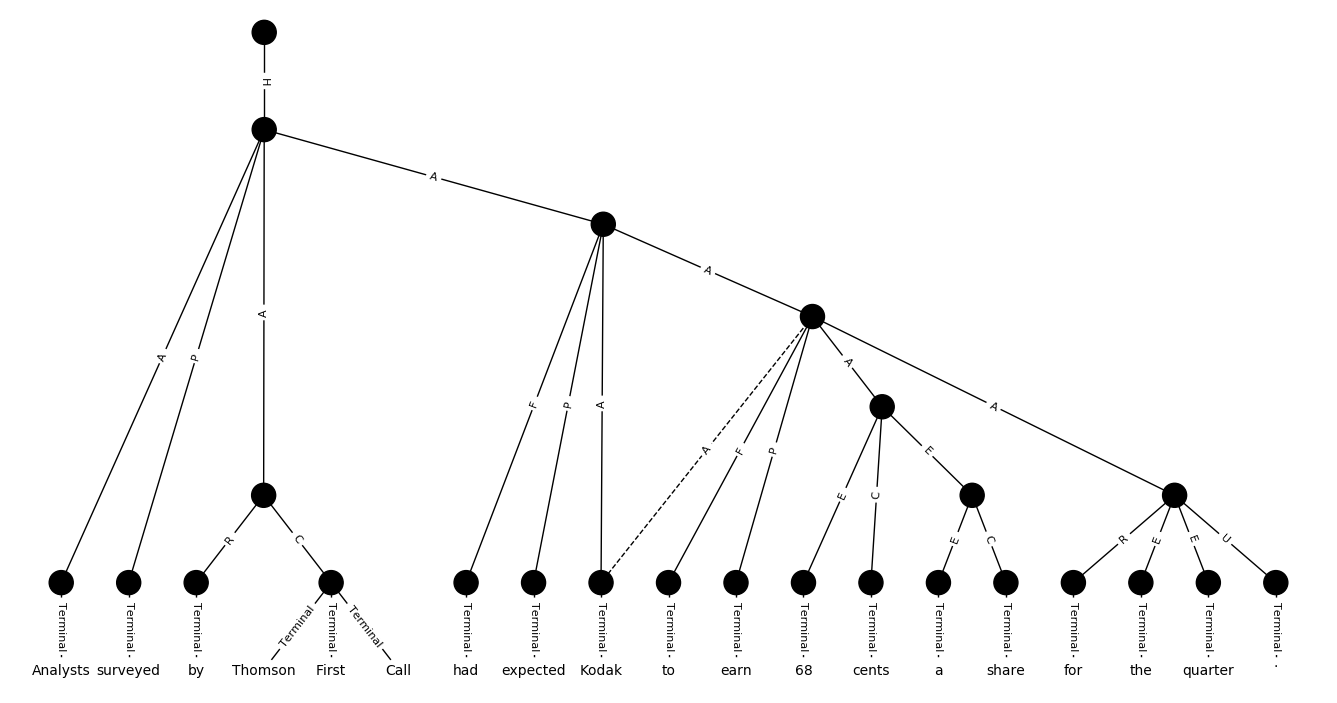 H
A
A
P
A
A
F
P
A
A
F
P
A
A
E
C
E
R
C
E
C
R
E
E
U
Terminal Terminal Terminal Terminal Terminal Terminal Terminal Terminal Terminal Terminal Terminal Terminal Terminal Terminal Terminal Terminal Terminal Terminal Terminal
Analysts surveyed by Thomson First Call had expected Kodak to earn 68 cents a share for the quarter .